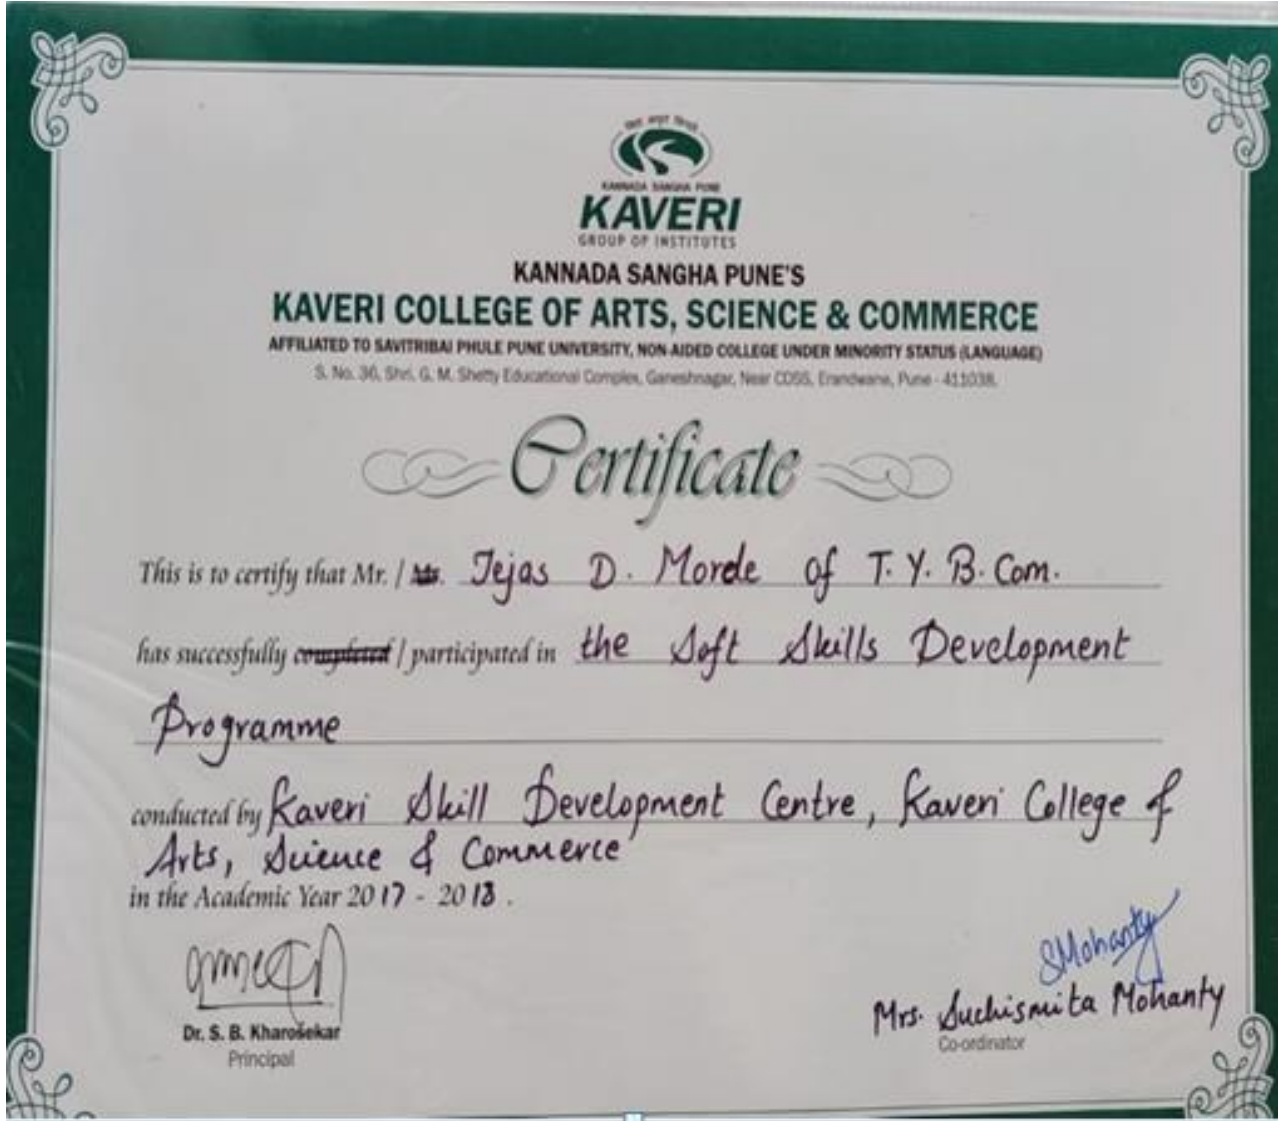 KANNADA SANGHA PUNE
KAVERI
GROUP OF INSTITUTES
KANNADA SANGHA PUNE'S
KAVERI COLLEGE OF ARTS, SCIENCE & COMMERCE
AFFILIATED TO SAVITRIBAI PHULE PUNE UNIVERSITY, NON-AIDED COLLEGE UNDER MINORITY STATUS (LANGUAGE)
S. No. 36, Shri. G. M. Shetty Educational Complex, Ganeshnagar, Near CDSS, Erandwane, Pune - 411038.
Certificate
This is to certify that Mr. / Ms. Tejas D. Morde of T. Y. B. Com.
has successfully completed / participated in the Soft Skills Development
Programme
conducted by Kaveri Skill Development Centre, Kaveri College of
Arts, Science & Commerce
in the Academic Year 2017 - 2018.
SMohanty
Dr. S. B. Kharosekar
Mrs. Suchismita Mohanty
Principal
Co-ordinator